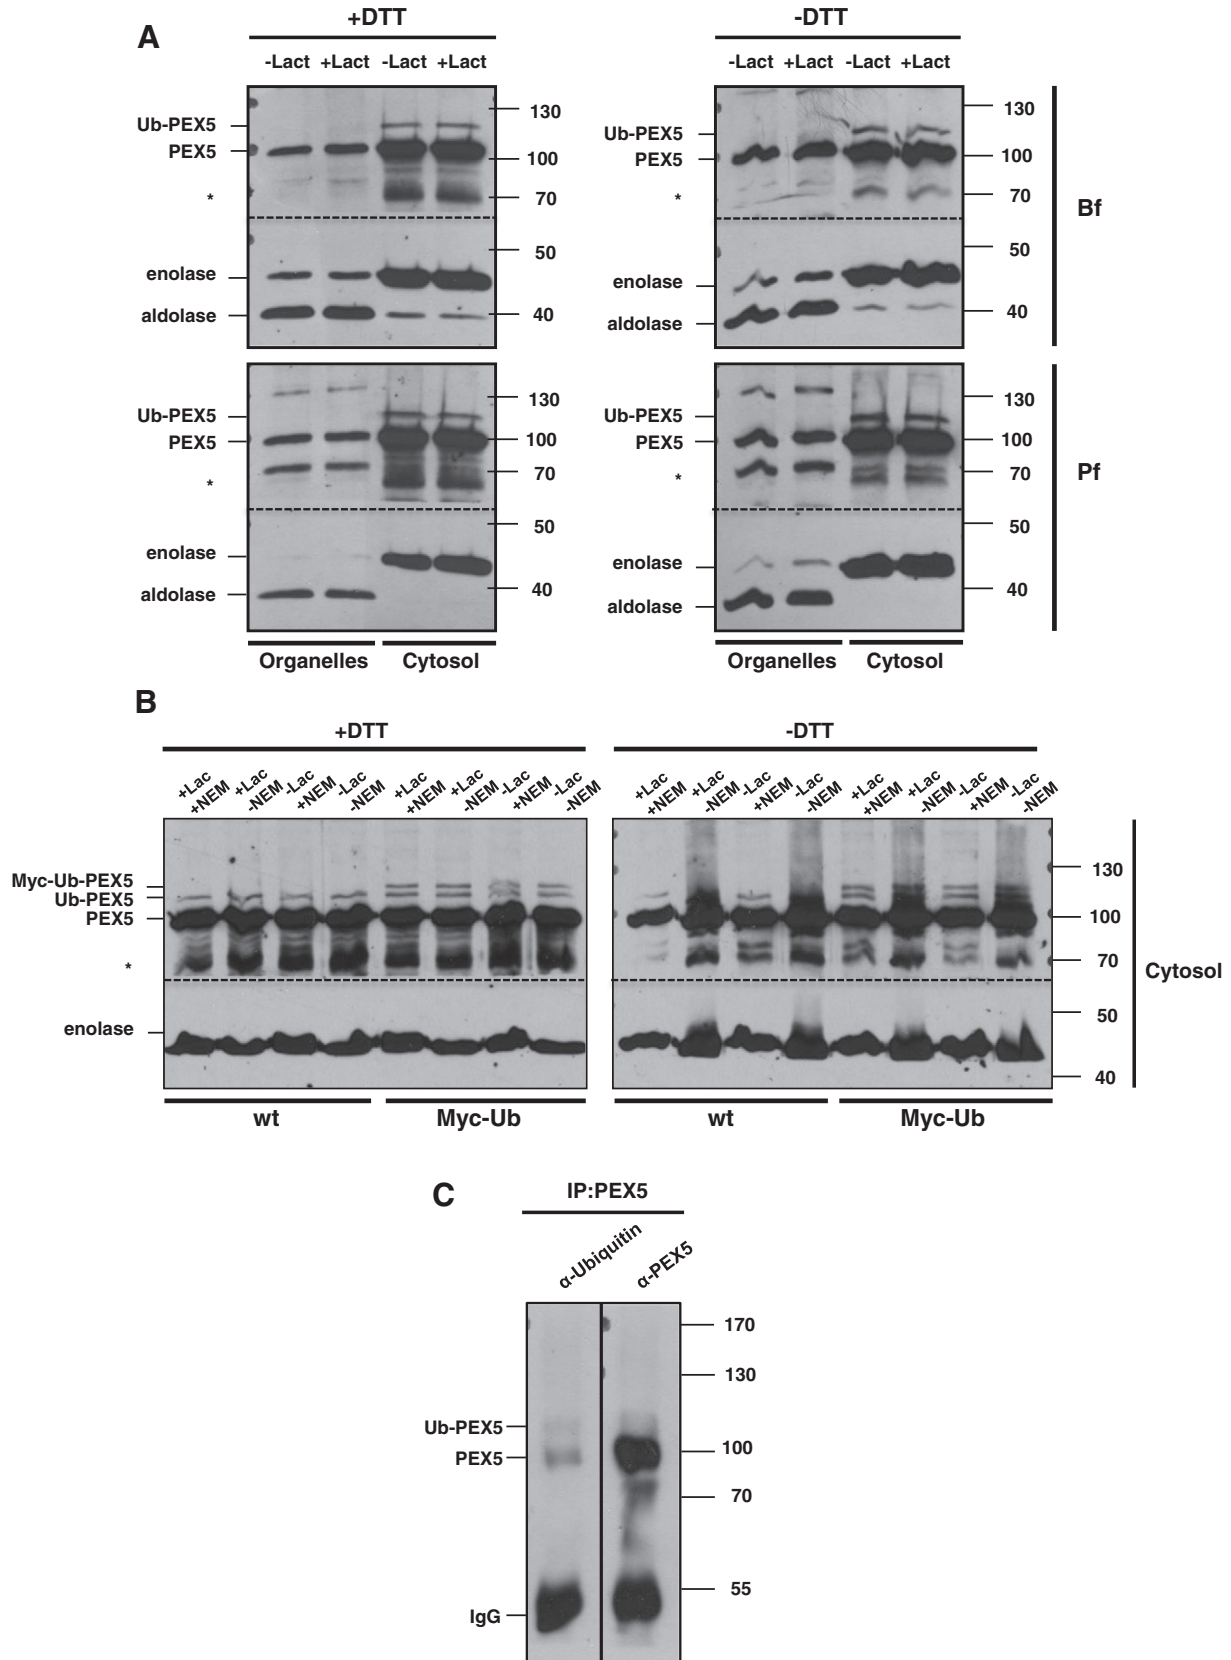 A
+DTT
-DTT
-Lact +Lact -Lact +Lact
-Lact +Lact -Lact +Lact
Ub-PEX5
PEX5
*
enolase
aldolase
130
100
70
50
40
Ub-PEX5
PEX5
*
enolase
aldolase
130
100
70
50
40
Bf
Ub-PEX5
PEX5
*
enolase
aldolase
130
100
70
50
40
Ub-PEX5
PEX5
*
enolase
aldolase
130
100
70
50
40
Pf
Organelles Cytosol
Organelles Cytosol
B
+DTT
-DTT
+Lac +NEM
+Lac -NEM
-Lac +NEM
-Lac -NEM
+Lac +NEM
+Lac -NEM
-Lac +NEM
-Lac -NEM
+Lac +NEM
+Lac -NEM
-Lac +NEM
-Lac -NEM
+Lac +NEM
+Lac -NEM
-Lac +NEM
-Lac -NEM
Myc-Ub-PEX5
Ub-PEX5
PEX5
*
enolase
130
100
70
50
40
Cytosol
wt Myc-Ub
wt Myc-Ub
C
IP:PEX5
α-Ubiquitin
α-PEX5
Ub-PEX5
PEX5
IgG
170
130
100
70
55